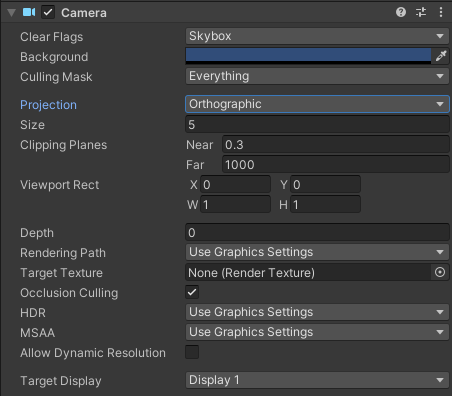 Camera
Clear Flags Skybox
Background
Culling Mask Everything
Projection Orthographic
Size 5
Clipping Planes Near 0.3
Far 1000
Viewport Rect X 0 Y 0
W 1 H 1
Depth 0
Rendering Path Use Graphics Settings
Target Texture None (Render Texture)
Occlusion Culling
HDR Use Graphics Settings
MSAA Use Graphics Settings
Allow Dynamic Resolution
Target Display Display 1